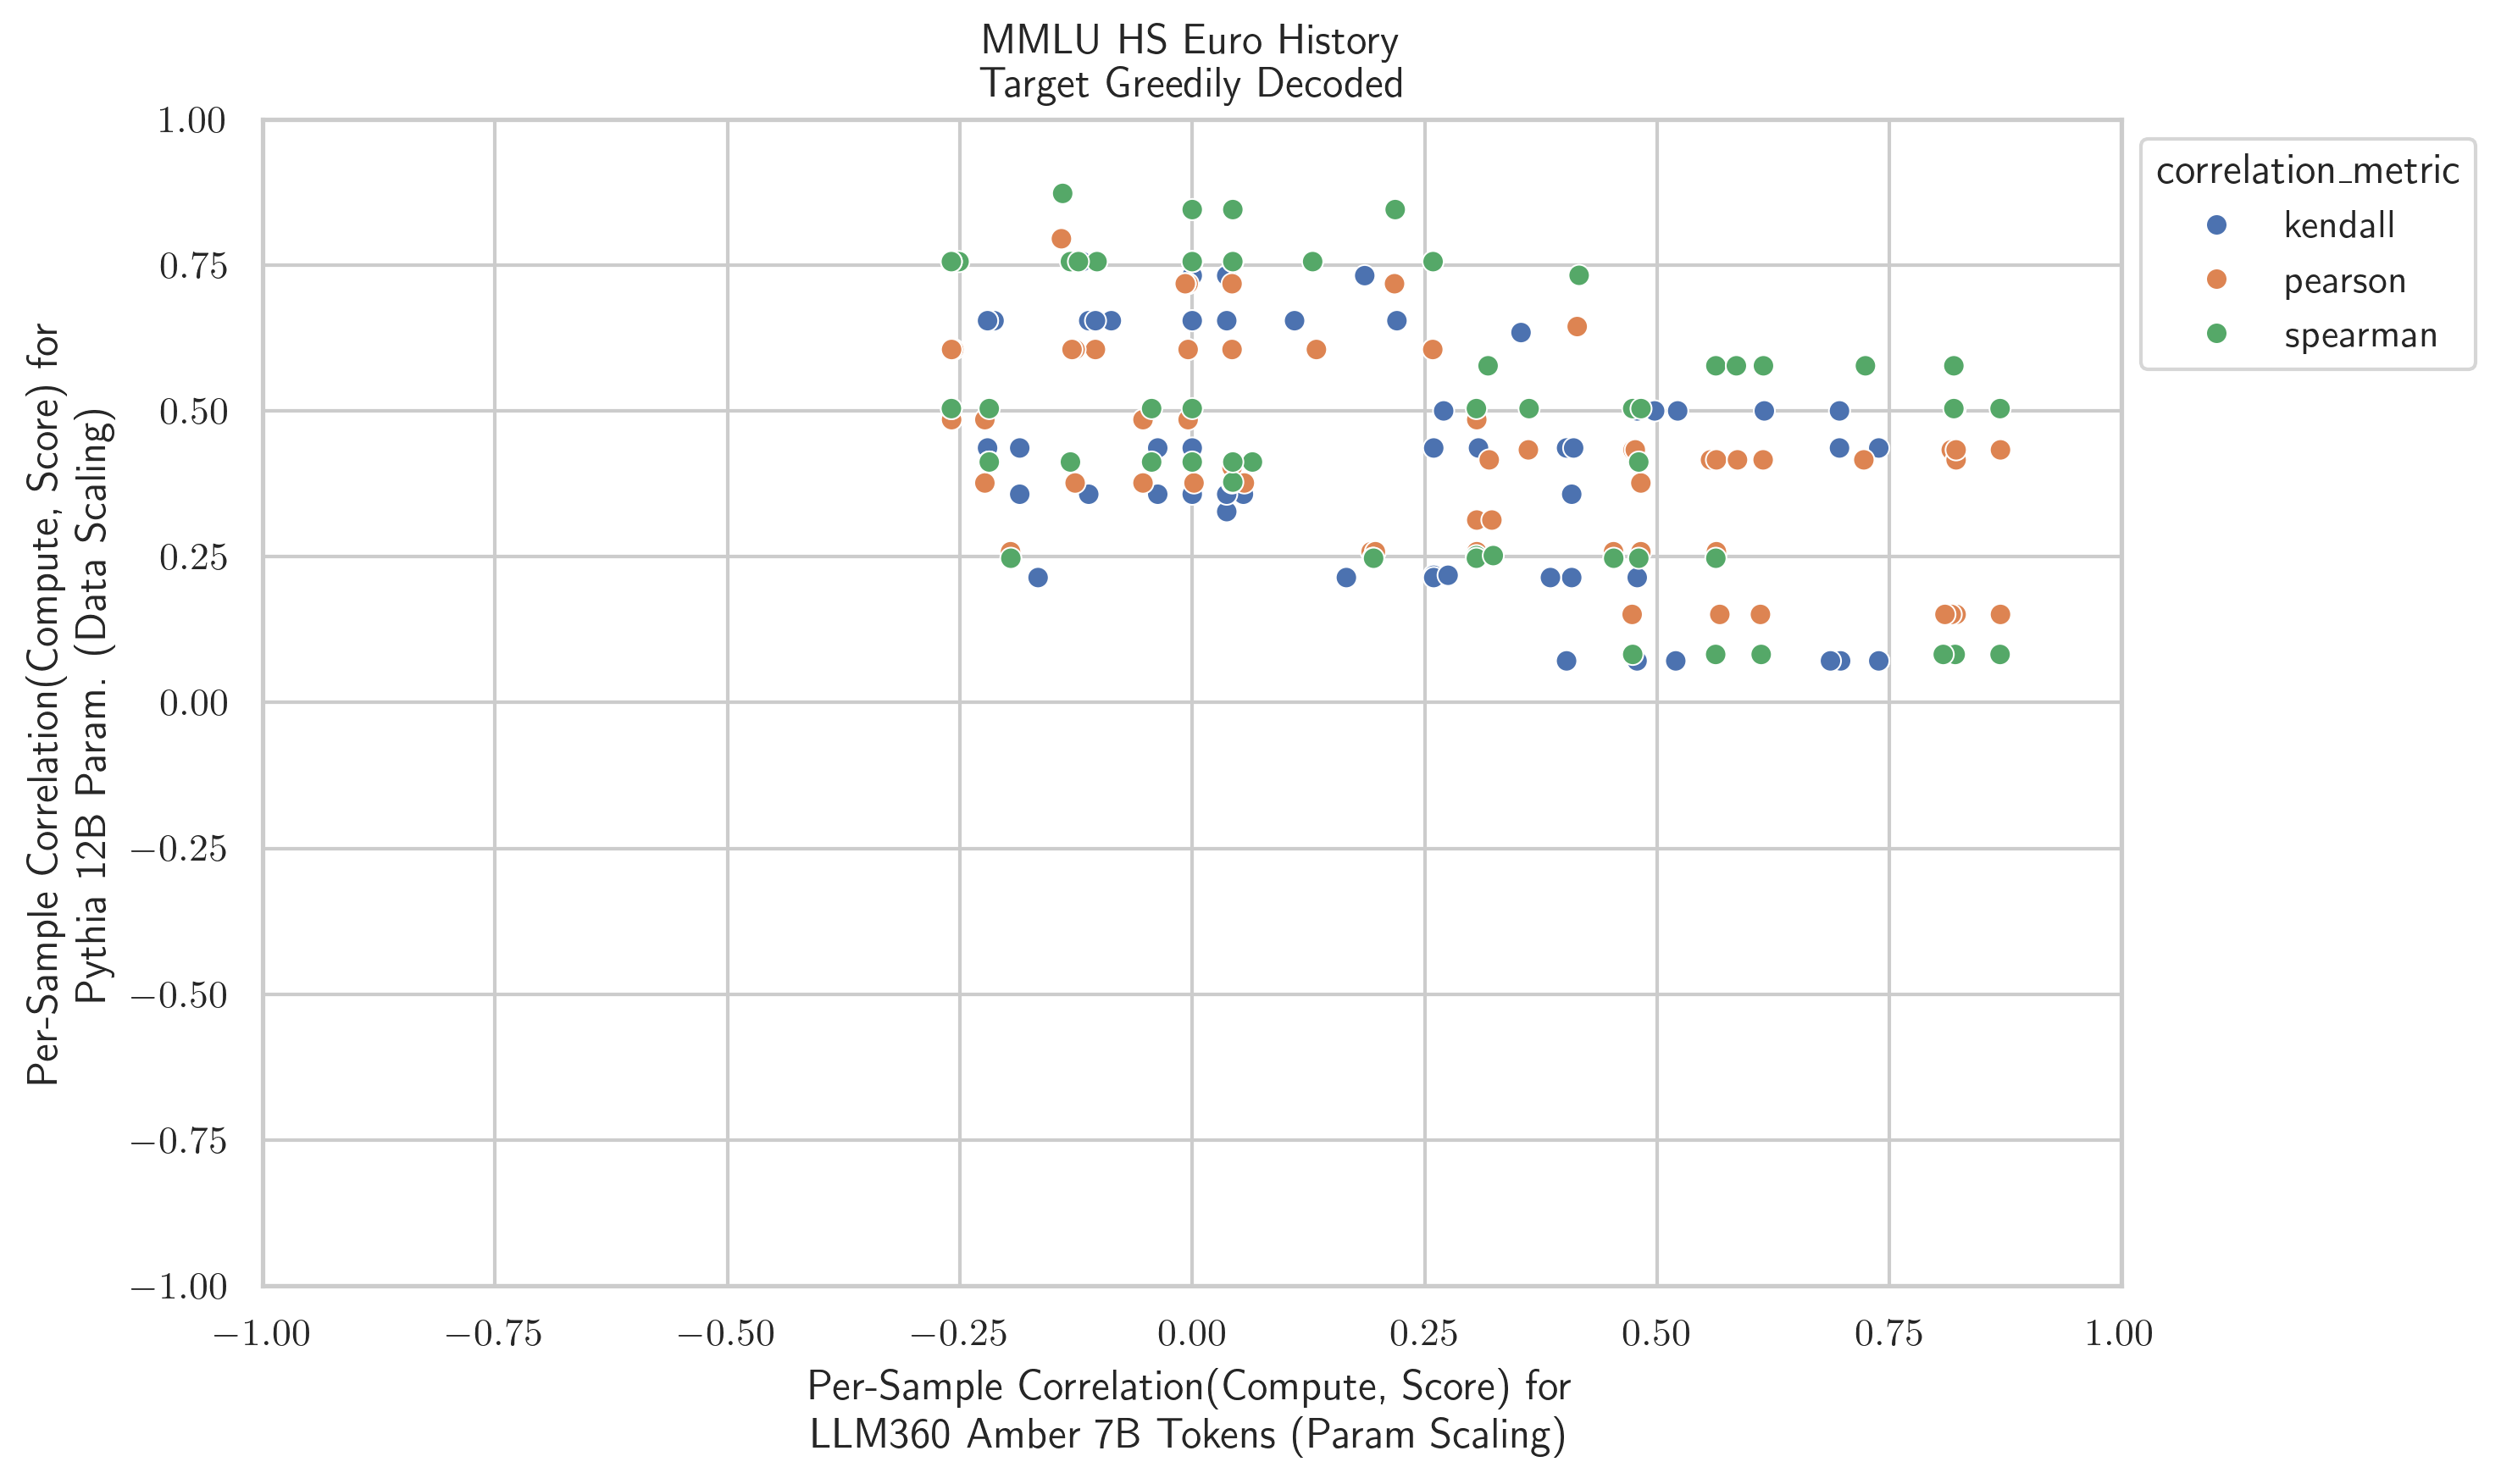 MMLU HS Euro History
Target Greedily Decoded
Per-Sample Correlation(Compute, Score) for
Pythia 12B Param. (Data Scaling)
1.00
0.75
0.50
0.25
0.00
−0.25
−0.50
−0.75
−1.00
correlation_metric
kendall
pearson
spearman
−1.00 −0.75 −0.50 −0.25 0.00 0.25 0.50 0.75 1.00
Per-Sample Correlation(Compute, Score) for
LLM360 Amber 7B Tokens (Param Scaling)